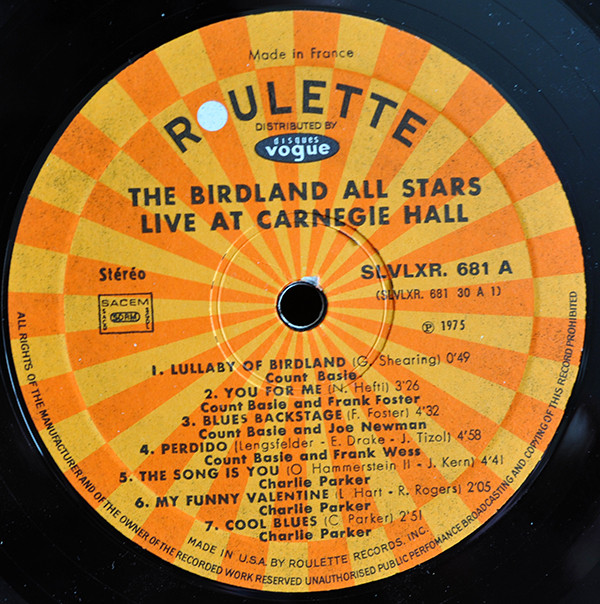 Made in France
ROULETTE
DISTRIBUTED BY
disques
vogue
THE BIRDLAND ALL STARS
LIVE AT CARNEGIE HALL
Stéréo
SLVLXR. 681 A
(SLVLXR. 681 30 A 1)
SACEM
SDRM
Ⓟ 1975
1. LULLABY OF BIRDLAND (G. Shearing) 0'49
Count Basie
2. YOU FOR ME (N. Hefti) 3'26
Count Basie and Frank Foster
3. BLUES BACKSTAGE (F. Foster) 4'32
Count Basie and Joe Newman
4. PERDIDO (Lengsfelder - E. Drake - J. Tizol) 4'58
Count Basie and Frank Wess
5. THE SONG IS YOU (O Hammerstein II - J. Kern) 4'41
Charlie Parker
6. MY FUNNY VALENTINE (L. Hart - R. Rogers) 2'05
Charlie Parker
7. COOL BLUES (C. Parker) 2'51
Charlie Parker
MADE IN U.S.A. BY ROULETTE RECORDS, INC.
ALL RIGHTS OF THE MANUFACTURER AND OF THE OWNER OF THE RECORDED WORK RESERVED UNAUTHORISED PUBLIC PERFOMANCE BROADCASTING AND COPYING OF THIS RECORD PROHIBITED